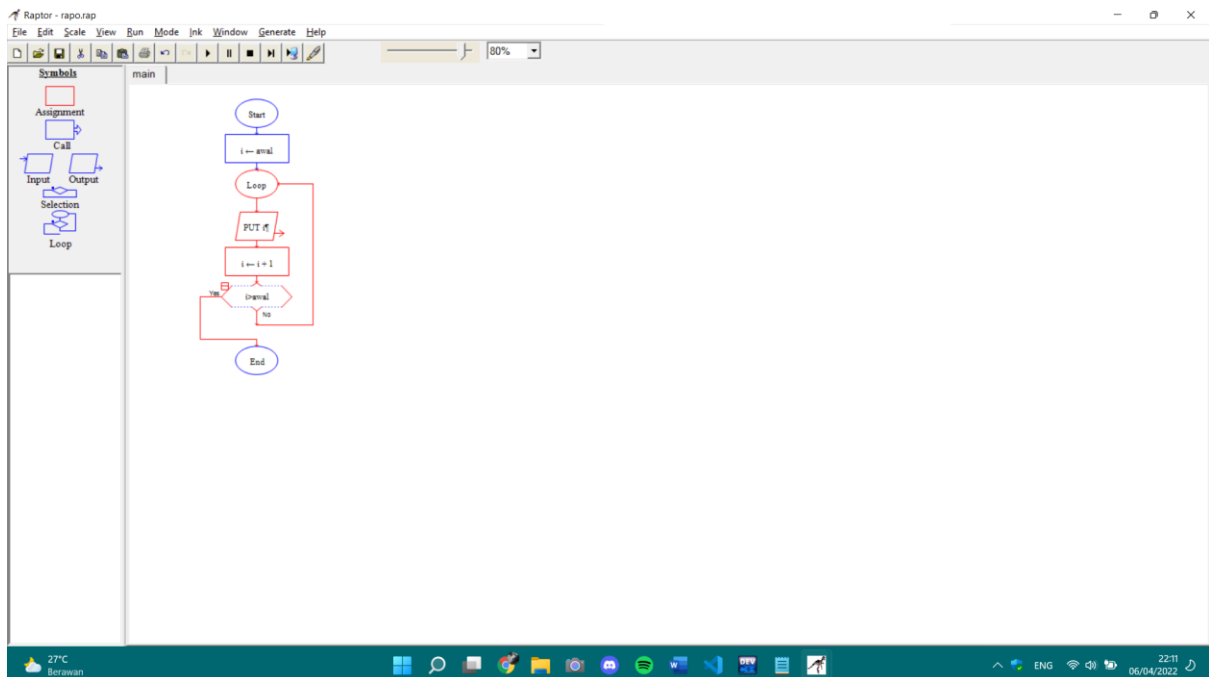 Raptor - rapo.rap
File Edit Scale View Run Mode Ink Window Generate Help
80%
Symbols
Assignment
Call
Input Output
Selection
Loop
main
Start
i ← awal
Loop
PUT i¶
i ← i + 1
Yes
i>awal
No
End
27°C
Berawan
ENG
22:11
06/04/2022